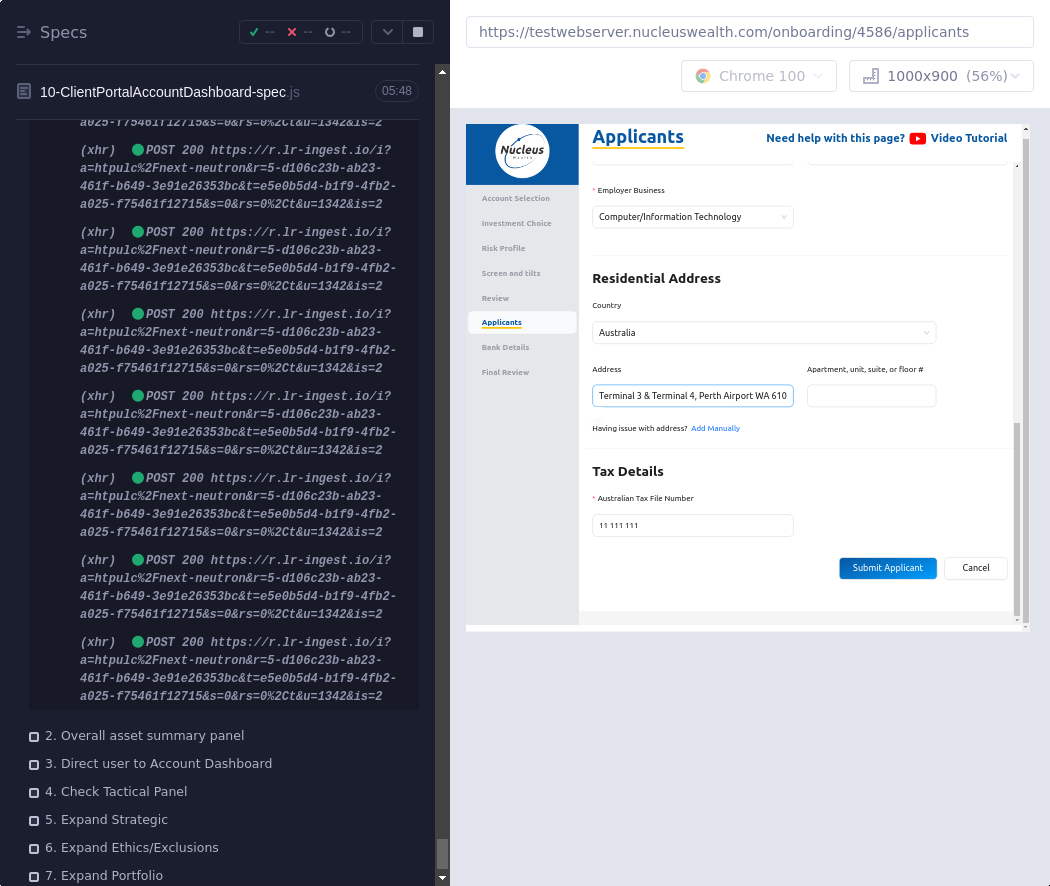 Specs
--
--
--
10-ClientPortalAccountDashboard-spec.js
05:48
a025-f75461f12715&s=0&rs=0%2Ct&u=1342&is=2
(xhr) POST 200 https://r.lr-ingest.io/i?
a=htpulc%2Fnext-neutron&r=5-d106c23b-ab23-
461f-b649-3e91e26353bc&t=e5e0b5d4-b1f9-4fb2-
a025-f75461f12715&s=0&rs=0%2Ct&u=1342&is=2
(xhr) POST 200 https://r.lr-ingest.io/i?
a=htpulc%2Fnext-neutron&r=5-d106c23b-ab23-
461f-b649-3e91e26353bc&t=e5e0b5d4-b1f9-4fb2-
a025-f75461f12715&s=0&rs=0%2Ct&u=1342&is=2
(xhr) POST 200 https://r.lr-ingest.io/i?
a=htpulc%2Fnext-neutron&r=5-d106c23b-ab23-
461f-b649-3e91e26353bc&t=e5e0b5d4-b1f9-4fb2-
a025-f75461f12715&s=0&rs=0%2Ct&u=1342&is=2
(xhr) POST 200 https://r.lr-ingest.io/i?
a=htpulc%2Fnext-neutron&r=5-d106c23b-ab23-
461f-b649-3e91e26353bc&t=e5e0b5d4-b1f9-4fb2-
a025-f75461f12715&s=0&rs=0%2Ct&u=1342&is=2
(xhr) POST 200 https://r.lr-ingest.io/i?
a=htpulc%2Fnext-neutron&r=5-d106c23b-ab23-
461f-b649-3e91e26353bc&t=e5e0b5d4-b1f9-4fb2-
a025-f75461f12715&s=0&rs=0%2Ct&u=1342&is=2
(xhr) POST 200 https://r.lr-ingest.io/i?
a=htpulc%2Fnext-neutron&r=5-d106c23b-ab23-
461f-b649-3e91e26353bc&t=e5e0b5d4-b1f9-4fb2-
a025-f75461f12715&s=0&rs=0%2Ct&u=1342&is=2
(xhr) POST 200 https://r.lr-ingest.io/i?
a=htpulc%2Fnext-neutron&r=5-d106c23b-ab23-
461f-b649-3e91e26353bc&t=e5e0b5d4-b1f9-4fb2-
a025-f75461f12715&s=0&rs=0%2Ct&u=1342&is=2
2. Overall asset summary panel
3. Direct user to Account Dashboard
4. Check Tactical Panel
5. Expand Strategic
6. Expand Ethics/Exclusions
7. Expand Portfolio
https://testwebserver.nucleuswealth.com/onboarding/4586/applicants
Chrome 100
1000x900 (56%)
Nucleus
Wealth
Account Selection
Investment Choice
Risk Profile
Screen and tilts
Review
Applicants
Bank Details
Final Review
Applicants
Need help with this page? Video Tutorial
* Employer Business
Computer/Information Technology
Residential Address
Country
Australia
Address
Apartment, unit, suite, or floor #
Terminal 3 & Terminal 4, Perth Airport WA 610
Having issue with address? Add Manually
Tax Details
* Australian Tax File Number
11 111 111
Submit Applicant
Cancel